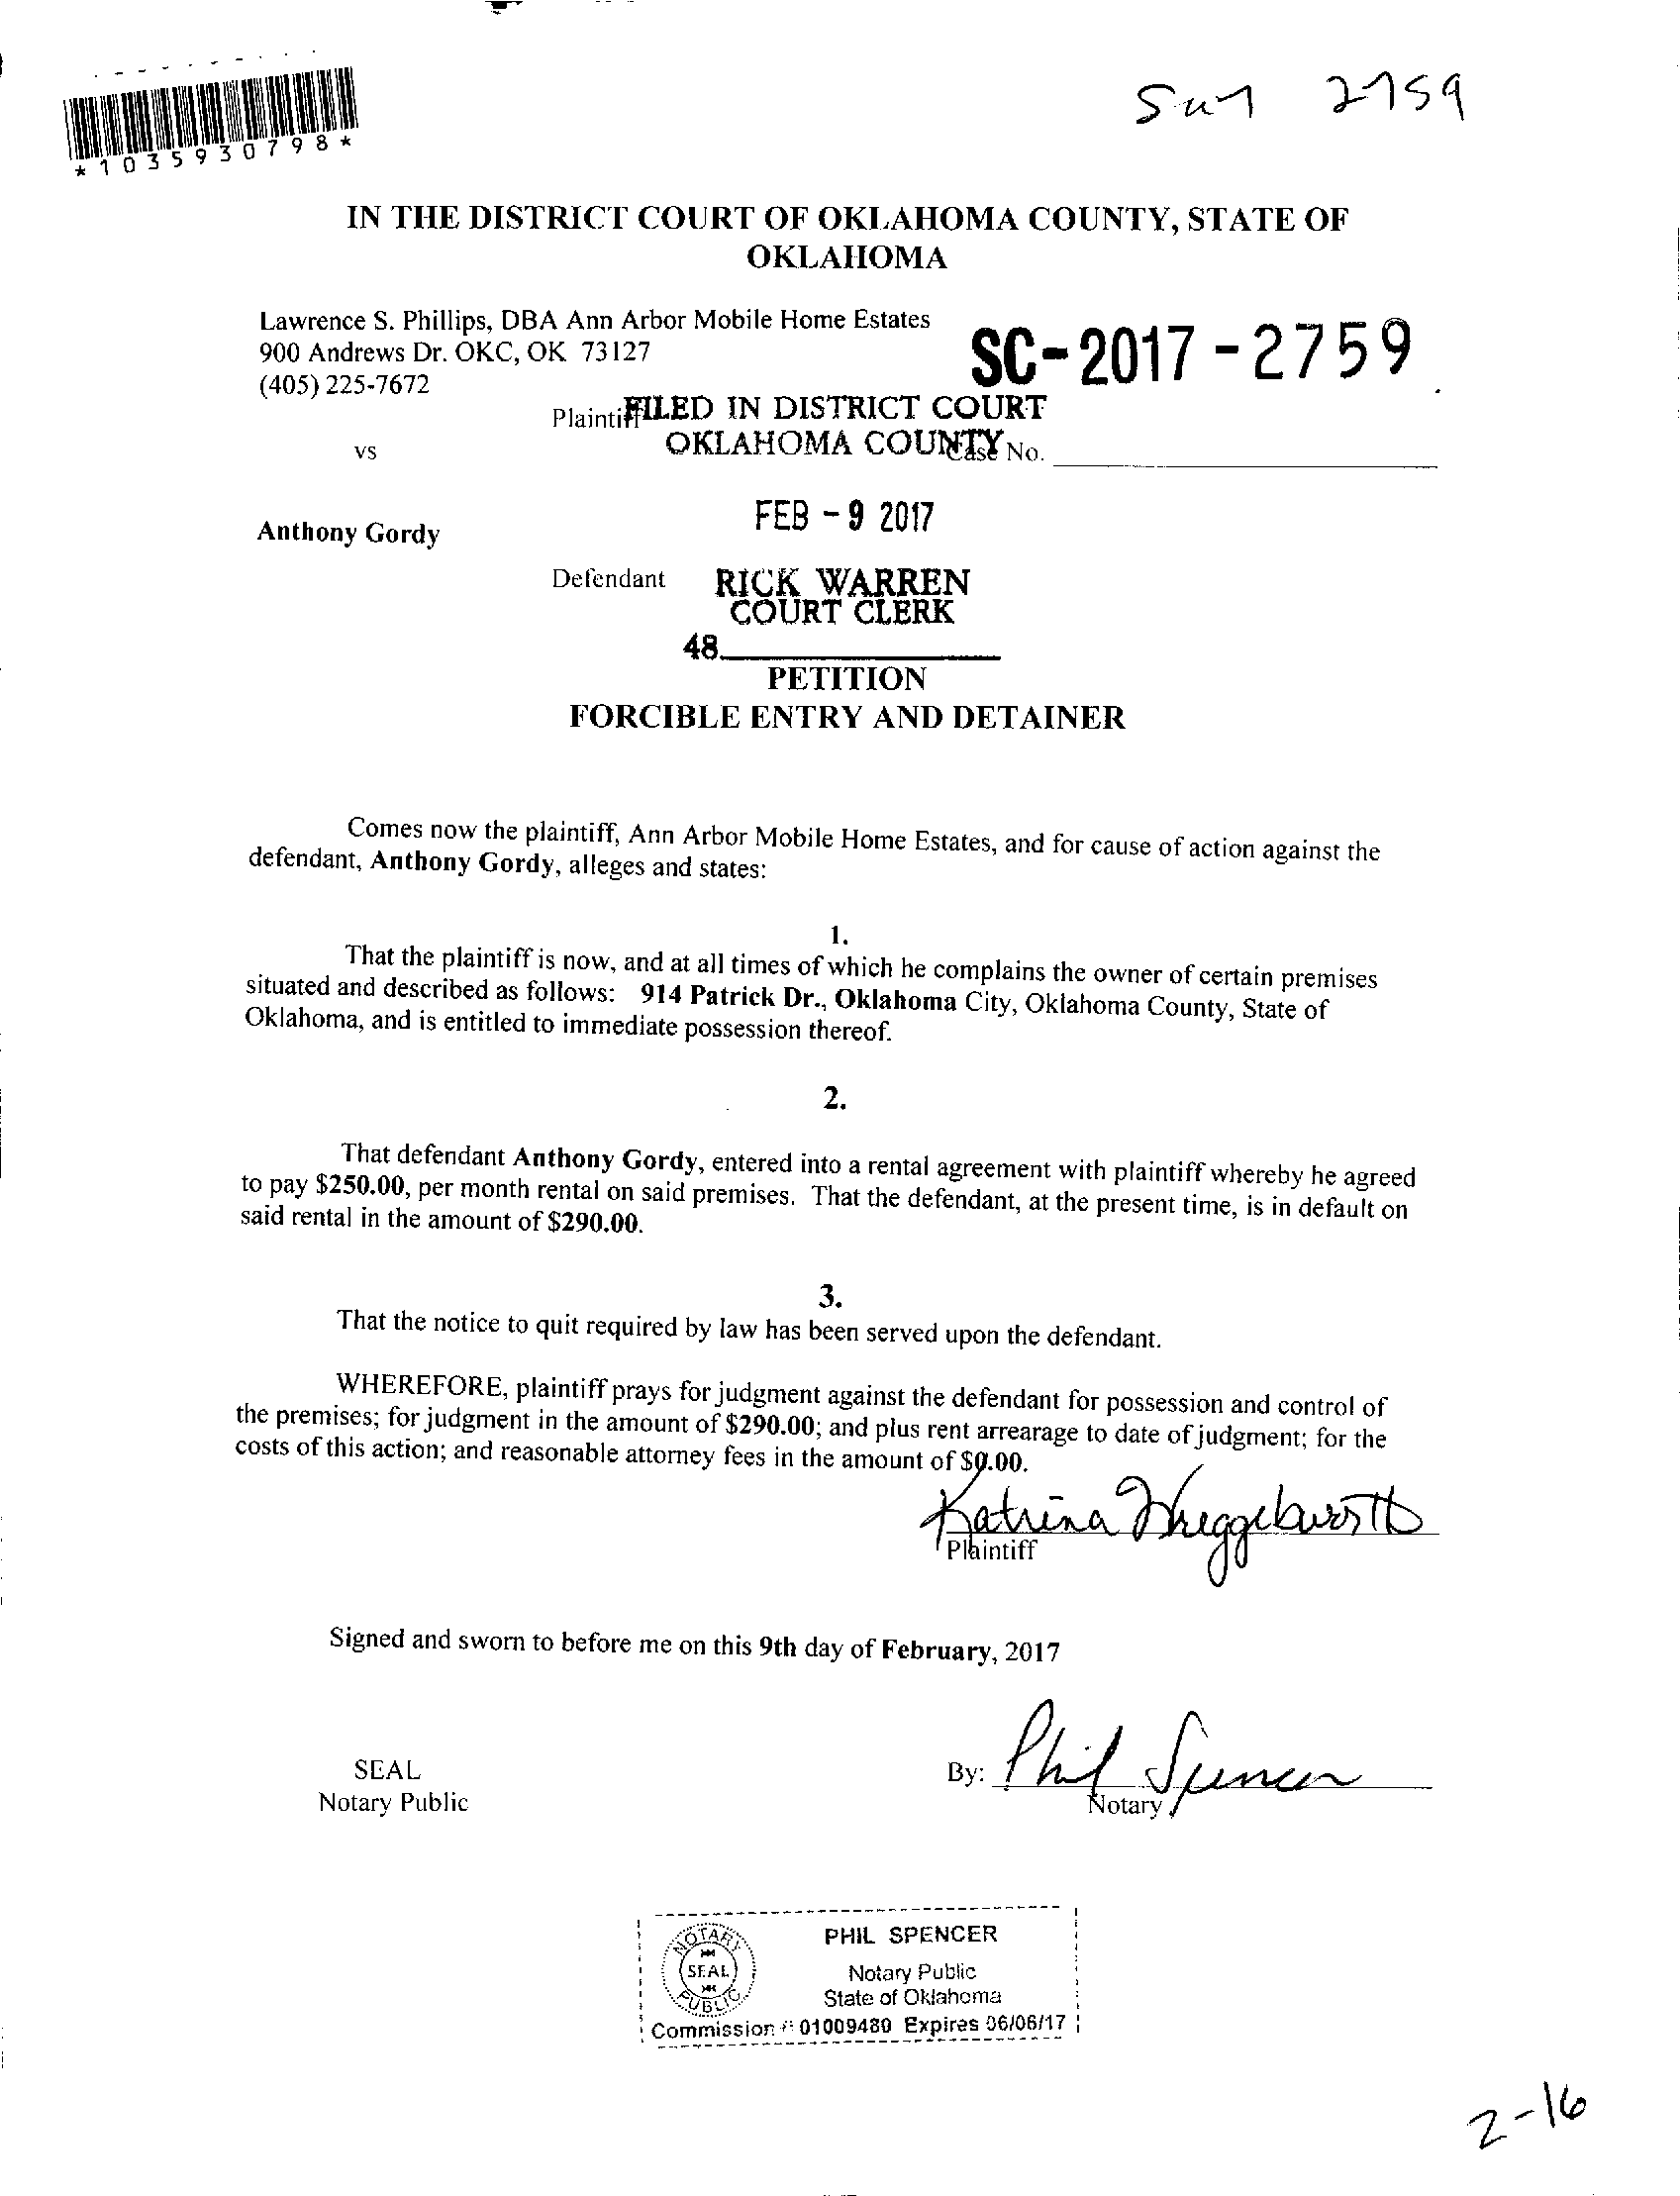 2759
*1035930798*
IN THE DISTRICT COURT OF OKLAHOMA COUNTY, STATE OF
OKLAHOMA
Lawrence S. Phillips, DBA Ann Arbor Mobile Home Estates
900 Andrews Dr. OKC, OK 73127
(405) 225-7672
SC-2017-2759
Plaintiff
FILED IN DISTRICT COURT
OKLAHOMA COUNTY
vs
Case No.
FEB -9 2017
Anthony Gordy
Defendant
RICK WARREN
COURT CLERK
48
PETITION
FORCIBLE ENTRY AND DETAINER
Comes now the plaintiff, Ann Arbor Mobile Home Estates, and for cause of action against the
defendant, Anthony Gordy, alleges and states:
1.
That the plaintiff is now, and at all times of which he complains the owner of certain premises
situated and described as follows: 914 Patrick Dr., Oklahoma City, Oklahoma County, State of
Oklahoma, and is entitled to immediate possession thereof.
2.
That defendant Anthony Gordy, entered into a rental agreement with plaintiff whereby he agreed
to pay $250.00, per month rental on said premises. That the defendant, at the present time, is in default on
said rental in the amount of $290.00.
3.
That the notice to quit required by law has been served upon the defendant.
WHEREFORE, plaintiff prays for judgment against the defendant for possession and control of
the premises; for judgment in the amount of $290.00; and plus rent arrearage to date of judgment; for the
costs of this action; and reasonable attorney fees in the amount of $0.00.
Katrina
Plaintiff
Signed and sworn to before me on this 9th day of February, 2017
SEAL
Notary Public
By: Phil Spencer
Notary
NOTARY
SEAL
PUBLIC
PHIL SPENCER
Notary Public
State of Oklahoma
Commission #: 01009480 Expires 06/06/17
2-16